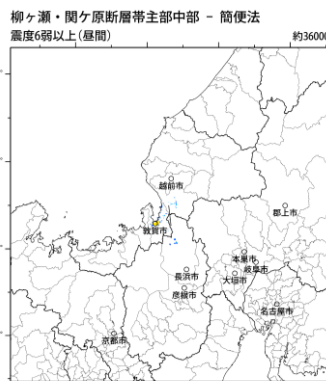 柳ヶ瀬・関ケ原断層帯主部中部 － 簡便法
震度6弱以上(昼間)
約36000
越前市
敦賀市
郡上市
長浜市
彦根市
本巣市
岐阜市
大垣市
名古屋市
京都市